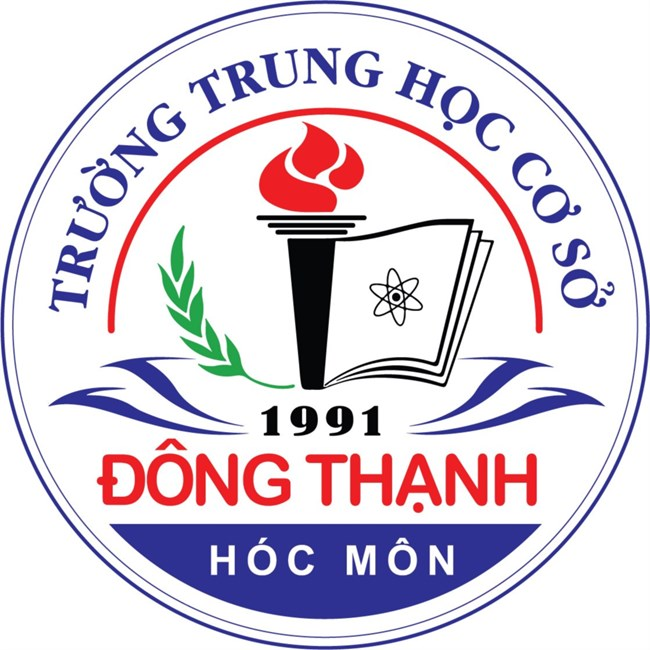 TRƯỜNG TRUNG HỌC CƠ SỞ
1991
ĐÔNG THẠNH
HÓC MÔN